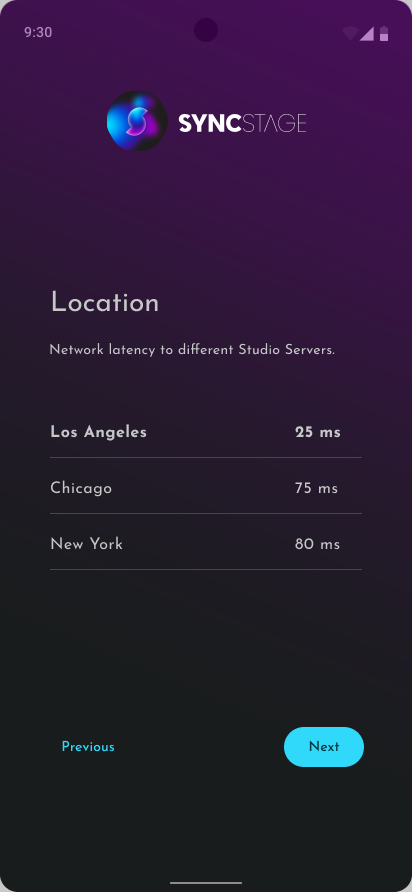 9:30
SYNCSTAGE
Location
Network latency to different Studio Servers.
Los Angeles 25 ms
Chicago 75 ms
New York 80 ms
Previous Next